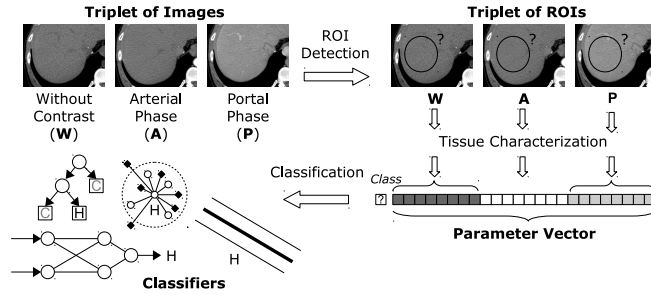 Triplet of Images
Triplet of ROIs
ROI
Detection
? ? ?
Without
Contrast
(W)
Arterial
Phase
(A)
Portal
Phase
(P)
W A P
Tissue Characterization
Classification
Class
?
Parameter Vector
C
C H
H
H
H
Classifiers